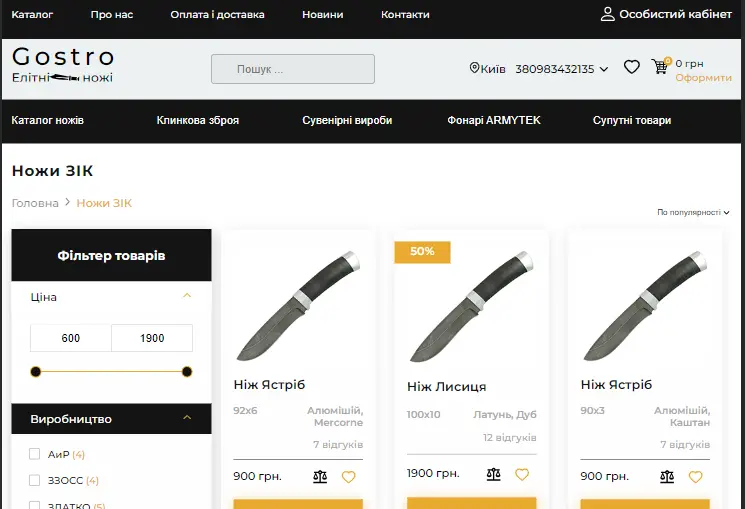 Каталог
Про нас
Оплата і доставка
Новини
Контакти
Особистий кабінет
Gostro
Елітні ножі
Пошук ...
Київ
380983432135
0
0 грн
Оформити
Каталог ножів
Клинкова зброя
Сувенірні вироби
Фонарі ARMYTEK
Супутні товари
Ножи ЗІК
Головна > Ножи ЗІК
По популярності
Фільтер товарів
Ціна
600
1900
Виробництво
АиР (4)
ЗЗОСС (4)
ЗЛАТКО (5)
Ніж Ястріб
92х6
Алюмішій,
Mercorne
7 відгуків
900 грн.
50%
Ніж Лисиця
100х10
Латунь, Дуб
12 відгуків
1900 грн.
Ніж Ястріб
90х3
Алюмішій,
Каштан
7 відгуків
900 грн.